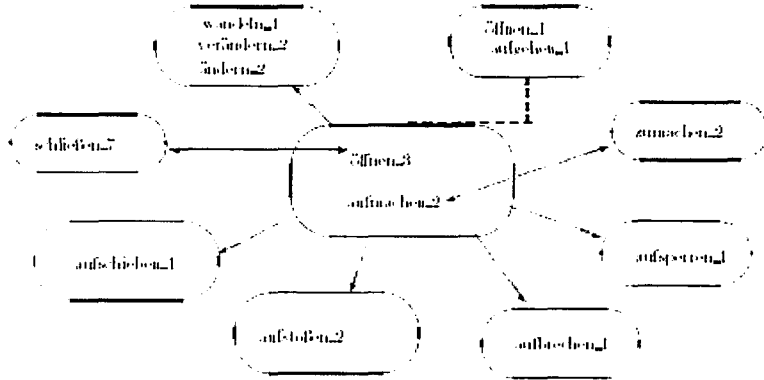 wandeln_1
verändern_2
ändern_2
öffnen_1
aufgehen_1
schließen_7
öffnen_3
aufmachen_2
zumachen_2
aufschieben_1
aufsperren_1
aufstoßen_2
aufbrechen_1